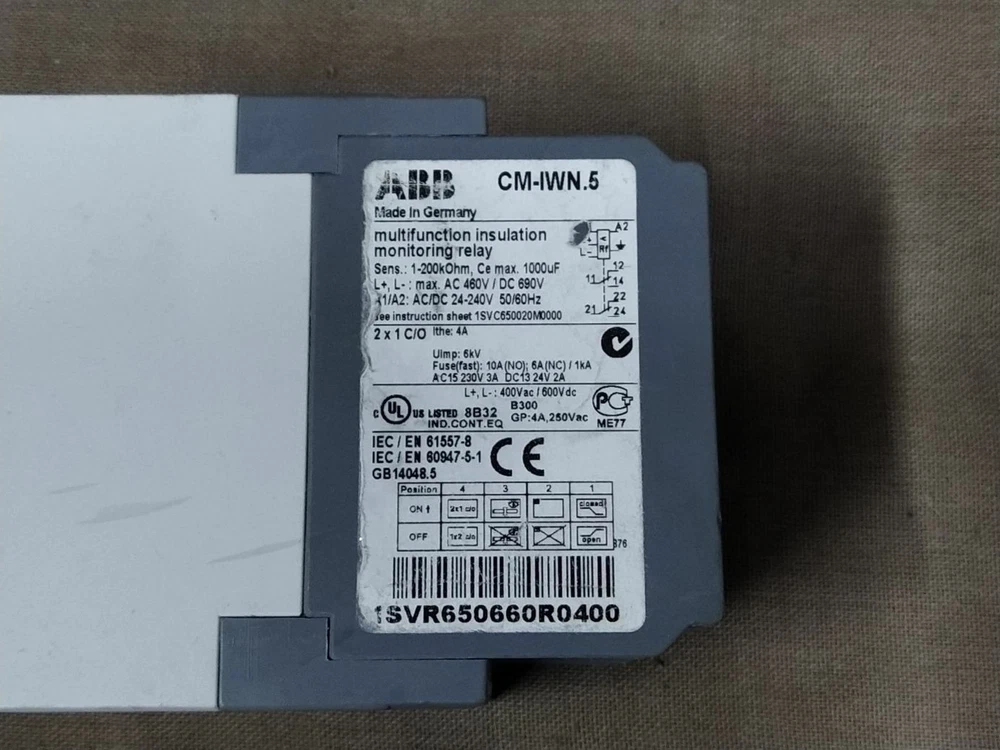 ABB CM-IWN.5
Made in Germany
multifunction insulation
monitoring relay
Sens.: 1-200kOhm, Ce max. 1000uF
L+, L- : max. AC 460V / DC 690V
A1/A2: AC/DC 24-240V 50/60Hz
see instruction sheet 1SVC650020M0000
A2
Rf
L-
12
11
14
22
21
24
2 x 1 C/O Ithe: 4A
UImp: 6kV
Fuse(fast): 10A(NO); 6A(NC) / 1kA
AC15 230V 3A DC13 24V 2A
L+, L- : 400Vac / 600Vdc
C UL US LISTED 8B32 B300
IND.CONT.EQ GP:4A,250Vac
PCT
ME77
IEC / EN 61557-8
IEC / EN 60947-5-1
GB14048.5
CE
Position 4 3 2 1
ON 2x1 c/o closed
OFF 1x2 c/o open
1SVR650660R0400